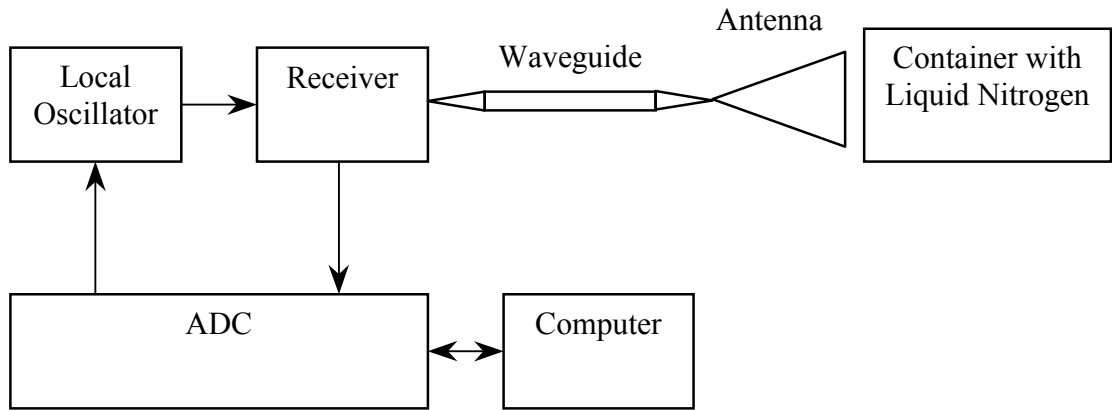 Antenna
Waveguide
Local
Oscillator
Receiver
Container with
Liquid Nitrogen
ADC
Computer